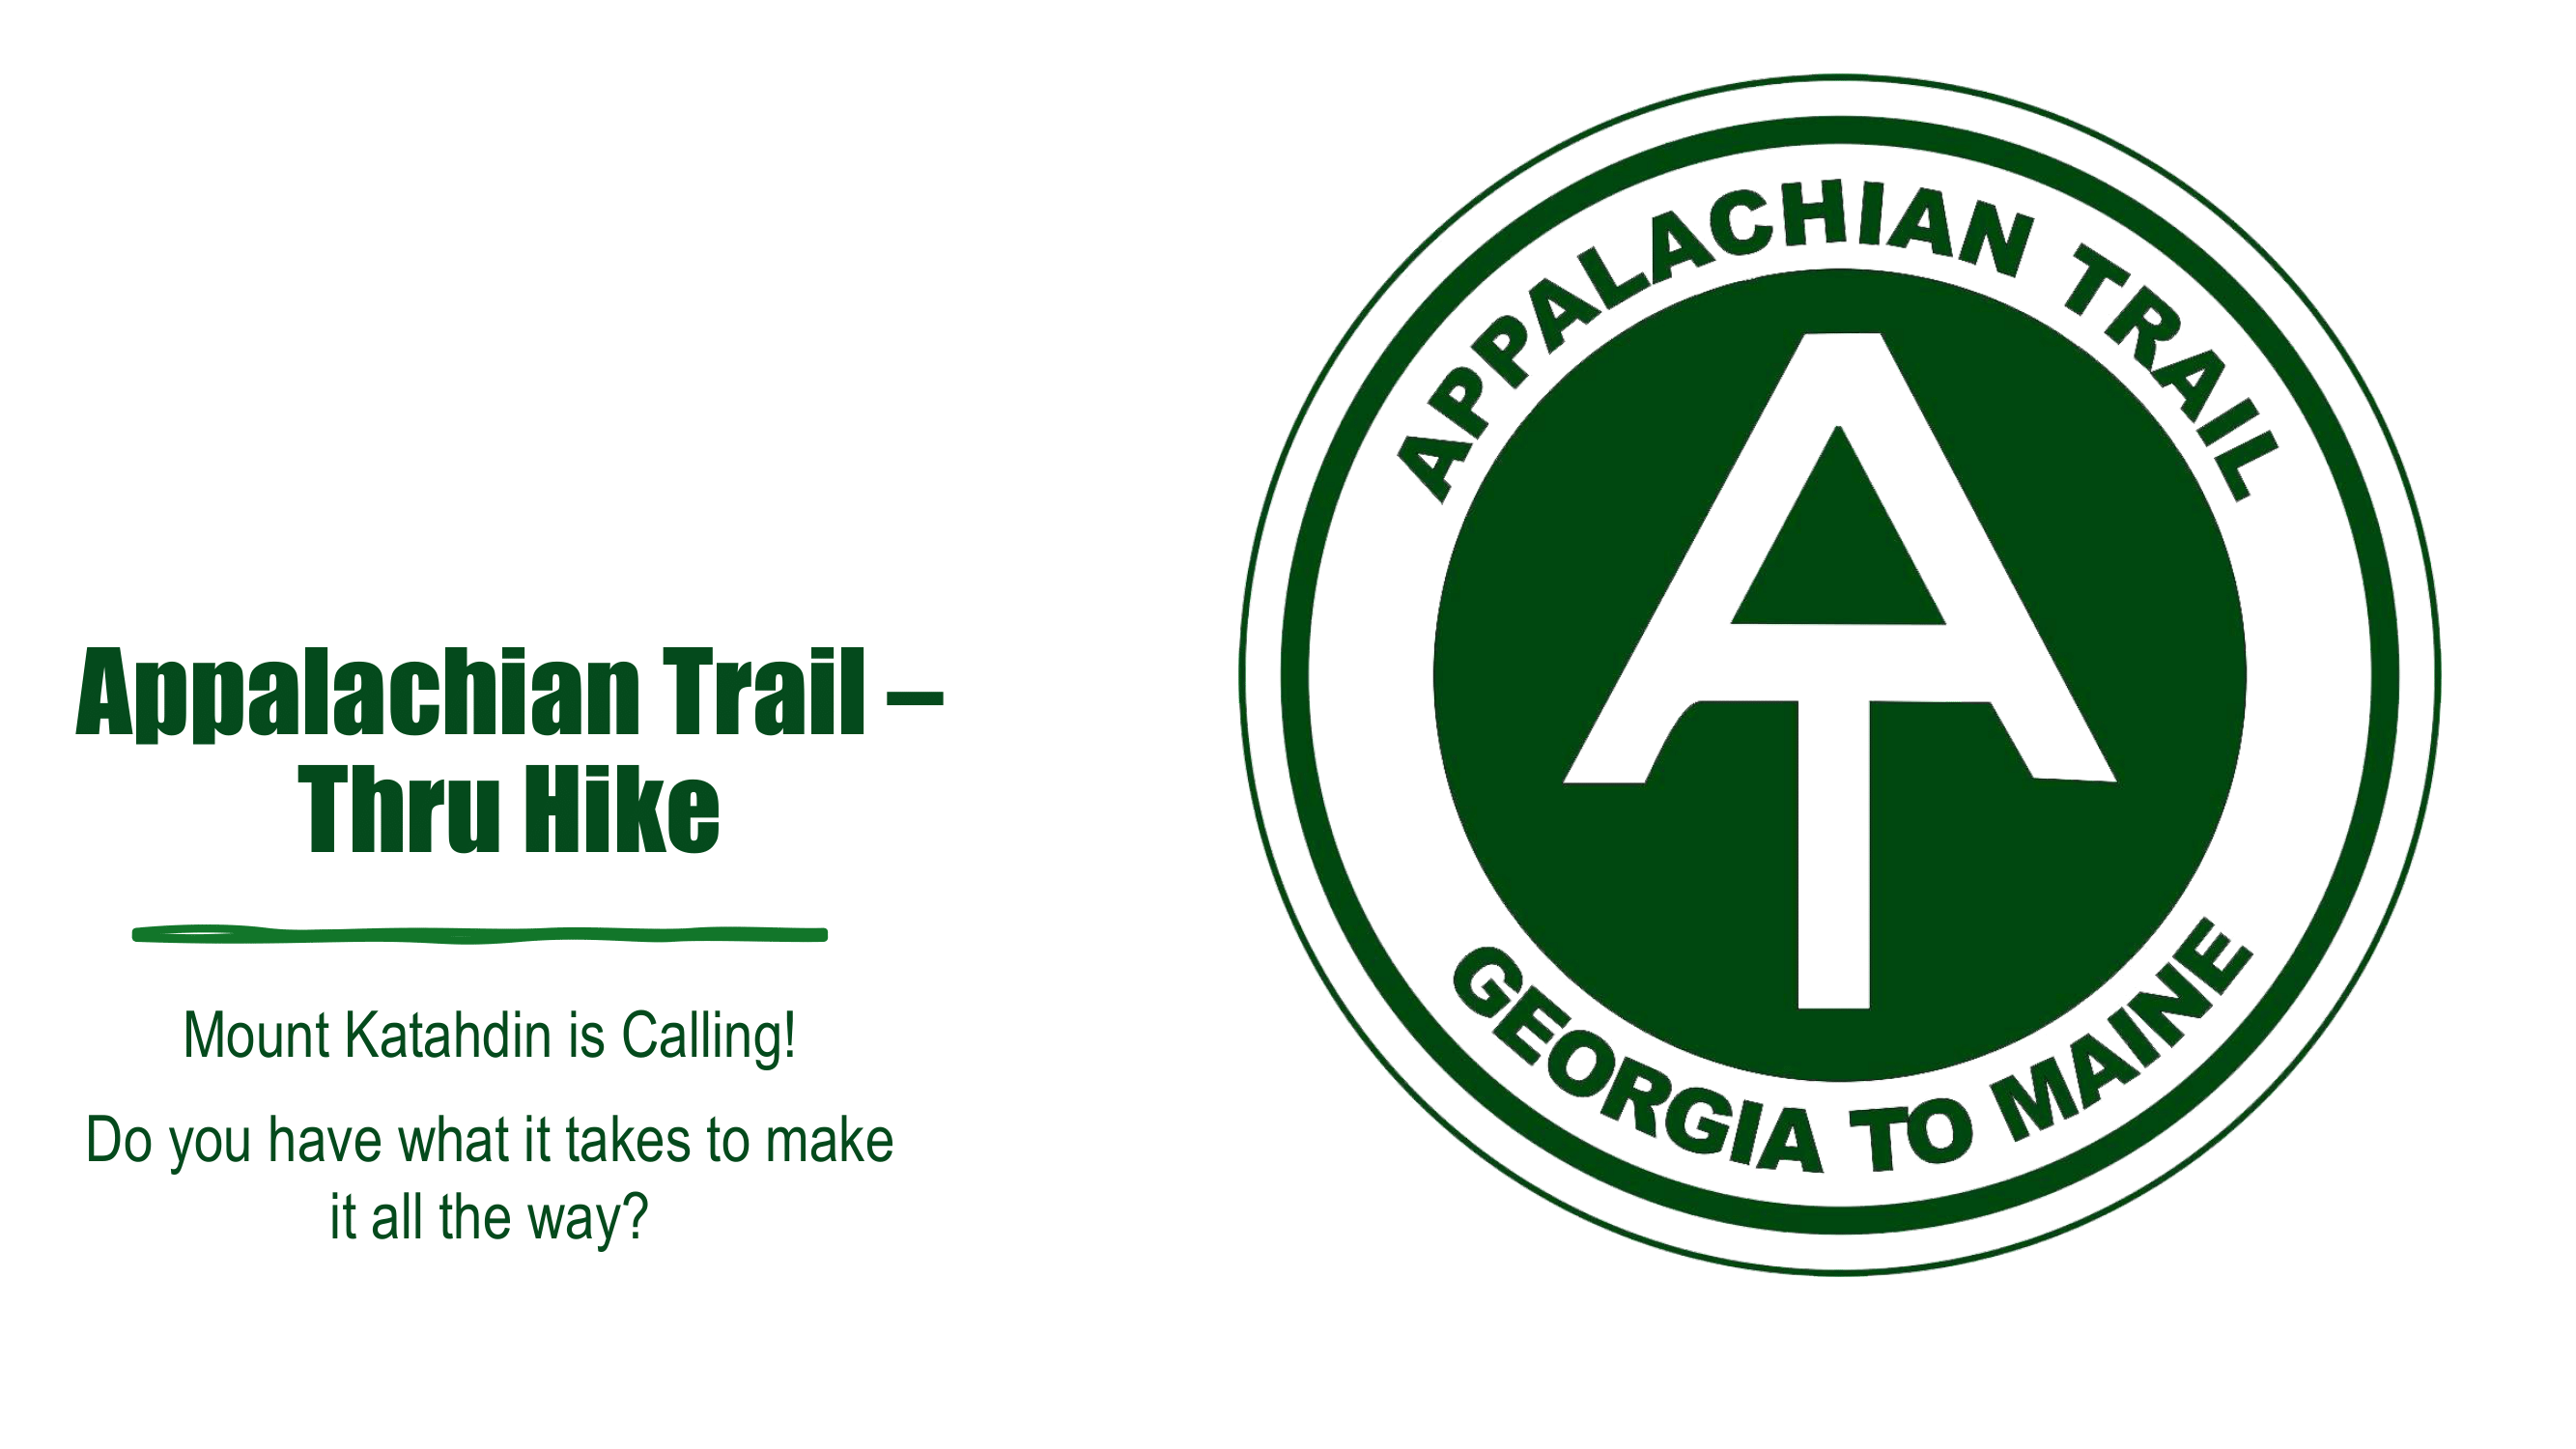 Appalachian Trail –
Thru Hike
Mount Katahdin is Calling!
Do you have what it takes to make
it all the way?
APPALACHIAN TRAIL
AT
GEORGIA TO MAINE